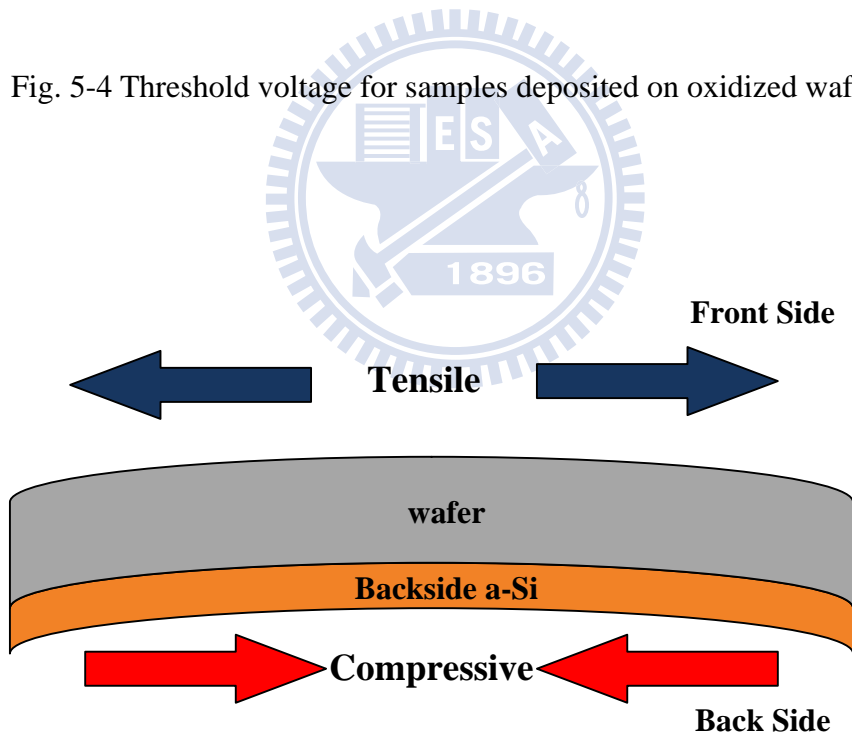 Fig. 5-4 Threshold voltage for samples deposited on oxidized waf
E S A
1896
Front Side
Tensile
wafer
Backside a-Si
Compressive
Back Side